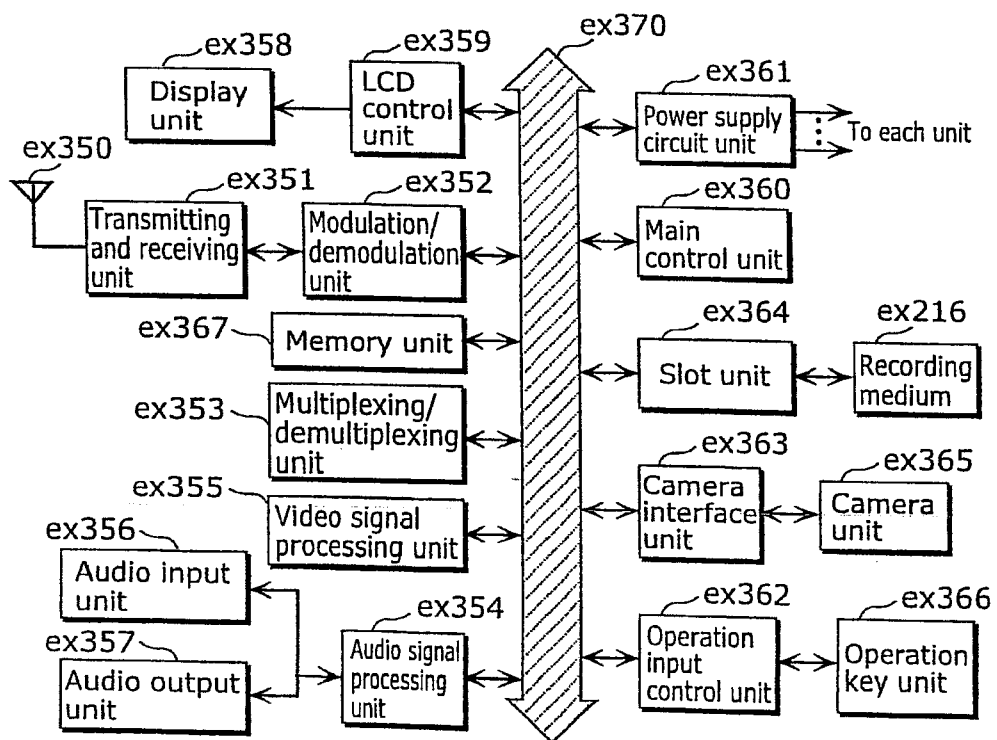 ex370
ex358
ex359
ex361
Display
unit
LCD
control
unit
Power supply
circuit unit
To each unit
ex350
ex351
ex352
ex360
Transmitting
and receiving
unit
Modulation/
demodulation
unit
Main
control unit
ex367
Memory unit
ex364
ex216
Slot unit
Recording
medium
ex353
Multiplexing/
demultiplexing
unit
ex363
ex365
Camera
interface
unit
Camera
unit
ex355
Video signal
processing unit
ex356
Audio input
unit
ex354
ex362
ex366
ex357
Audio output
unit
Audio signal
processing
unit
Operation
input
control unit
Operation
key unit